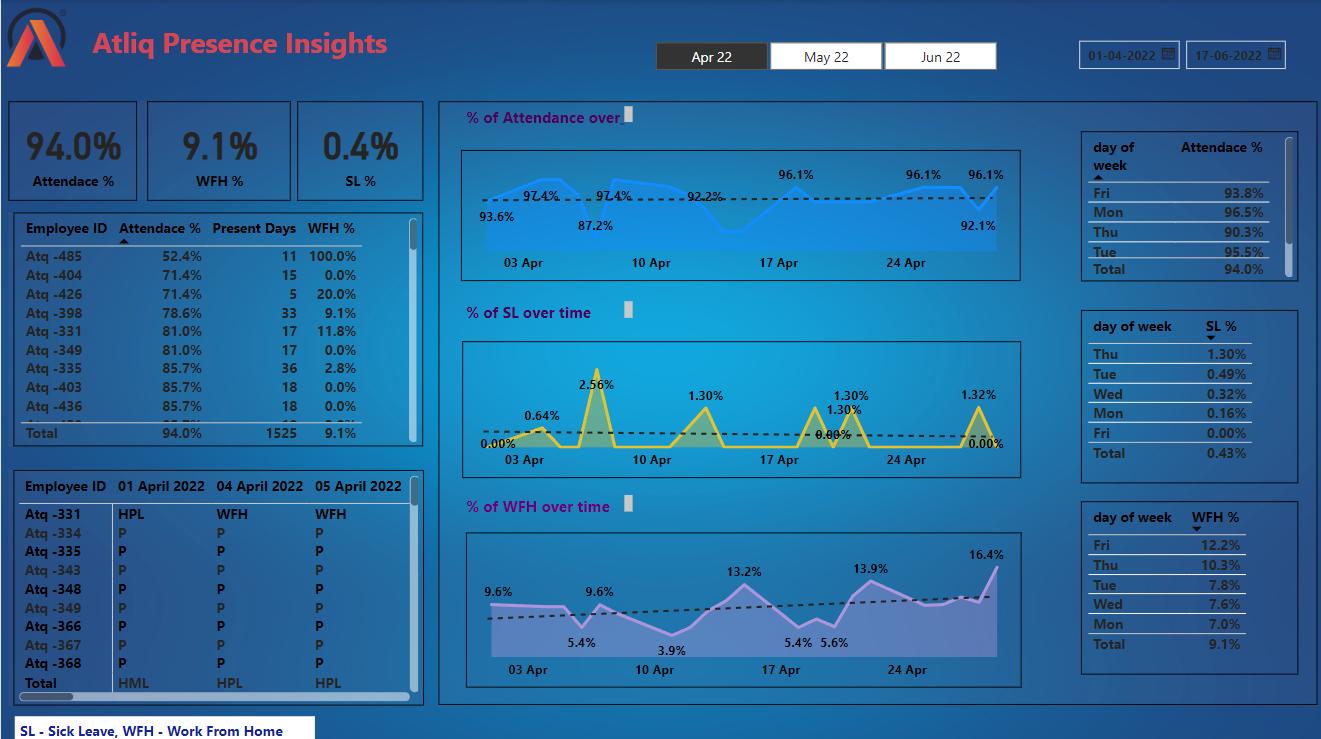 Atliq Presence Insights
Apr 22
May 22
Jun 22
01-04-2022
17-06-2022
94.0%
Attendace %
9.1%
WFH %
0.4%
SL %
Employee ID Attendace % Present Days WFH %
Atq -485 52.4% 11 100.0%
Atq -404 71.4% 15 0.0%
Atq -426 71.4% 5 20.0%
Atq -398 78.6% 33 9.1%
Atq -331 81.0% 17 11.8%
Atq -349 81.0% 17 0.0%
Atq -335 85.7% 36 2.8%
Atq -403 85.7% 18 0.0%
Atq -436 85.7% 18 0.0%
Total 94.0% 1525 9.1%
Employee ID 01 April 2022 04 April 2022 05 April 2022
Atq -331 HPL WFH WFH
Atq -334 P P P
Atq -335 P P P
Atq -343 P P P
Atq -348 P P P
Atq -349 P P P
Atq -366 P P P
Atq -367 P P P
Atq -368 P P P
Total HML HPL HPL
SL - Sick Leave, WFH - Work From Home
% of Attendance over
93.6%
97.4%
87.2%
97.4%
92.2%
96.1%
96.1%
92.1%
96.1%
03 Apr 10 Apr 17 Apr 24 Apr
% of SL over time
0.00%
0.64%
2.56%
1.30%
1.30%
0.00%
1.30%
1.32%
0.00%
03 Apr 10 Apr 17 Apr 24 Apr
% of WFH over time
9.6%
5.4%
9.6%
3.9%
13.2%
5.4%
5.6%
13.9%
16.4%
03 Apr 10 Apr 17 Apr 24 Apr
day of
week
Attendace %
Fri 93.8%
Mon 96.5%
Thu 90.3%
Tue 95.5%
Total 94.0%
day of week SL %
Thu 1.30%
Tue 0.49%
Wed 0.32%
Mon 0.16%
Fri 0.00%
Total 0.43%
day of week WFH %
Fri 12.2%
Thu 10.3%
Tue 7.8%
Wed 7.6%
Mon 7.0%
Total 9.1%